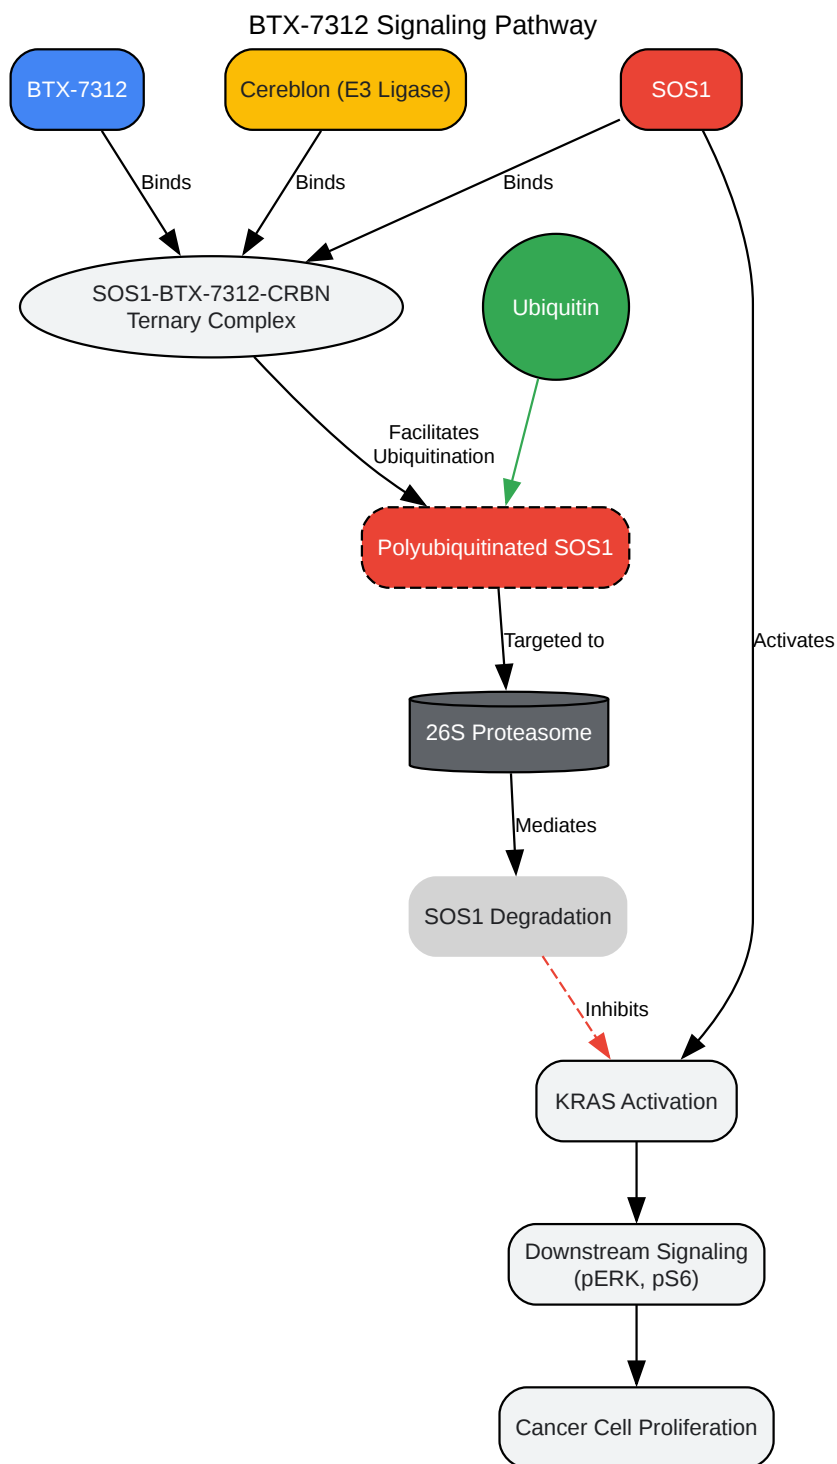 BTX-7312 Signaling Pathway
BTX-7312
Cereblon (E3 Ligase)
SOS1
Binds
Binds
Binds
SOS1-BTX-7312-CRBN
Ternary Complex
Ubiquitin
Facilitates
Ubiquitination
Polyubiquitinated SOS1
Targeted to
Activates
26S Proteasome
Mediates
SOS1 Degradation
Inhibits
KRAS Activation
Downstream Signaling
(pERK, pS6)
Cancer Cell Proliferation